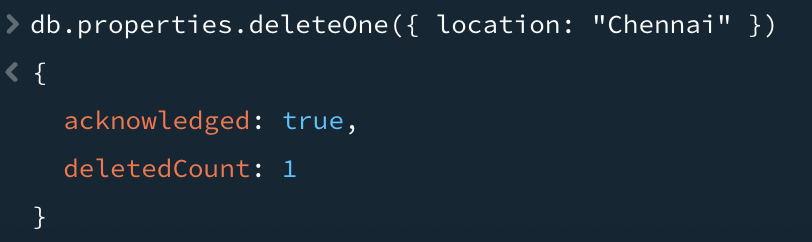 > db.properties.deleteOne({ location: "Chennai" })
< {
acknowledged: true,
deletedCount: 1
}